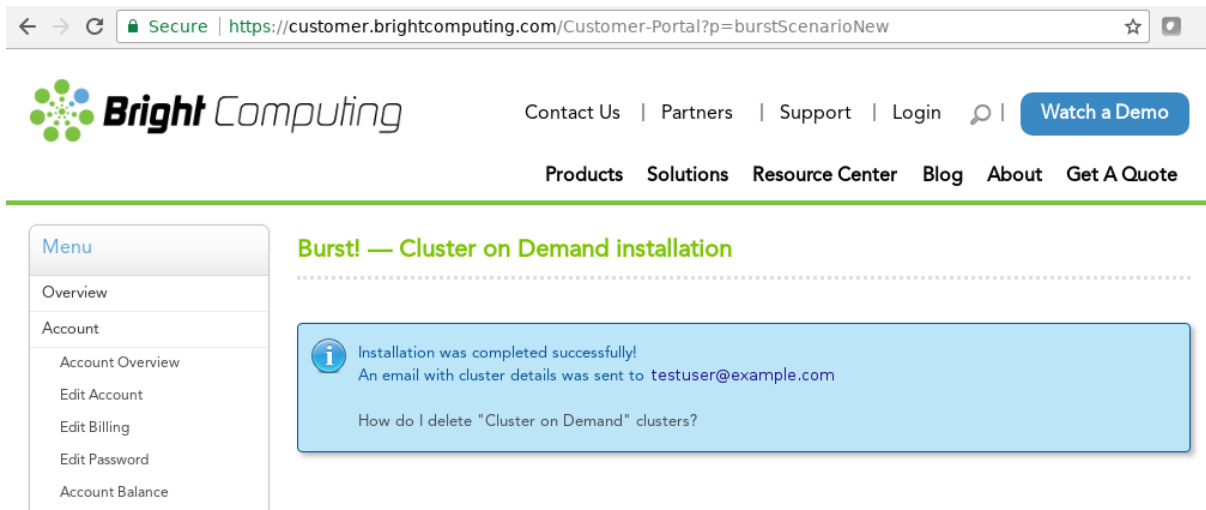 Secure https://customer.brightcomputing.com/Customer-Portal?p=burstScenarioNew
Bright Computing
Contact Us | Partners | Support | Login | Watch a Demo
Products Solutions Resource Center Blog About Get A Quote
Menu
Overview
Account
Account Overview
Edit Account
Edit Billing
Edit Password
Account Balance
Burst! — Cluster on Demand installation
Installation was completed successfully!
An email with cluster details was sent to testuser@example.com
How do I delete "Cluster on Demand" clusters?